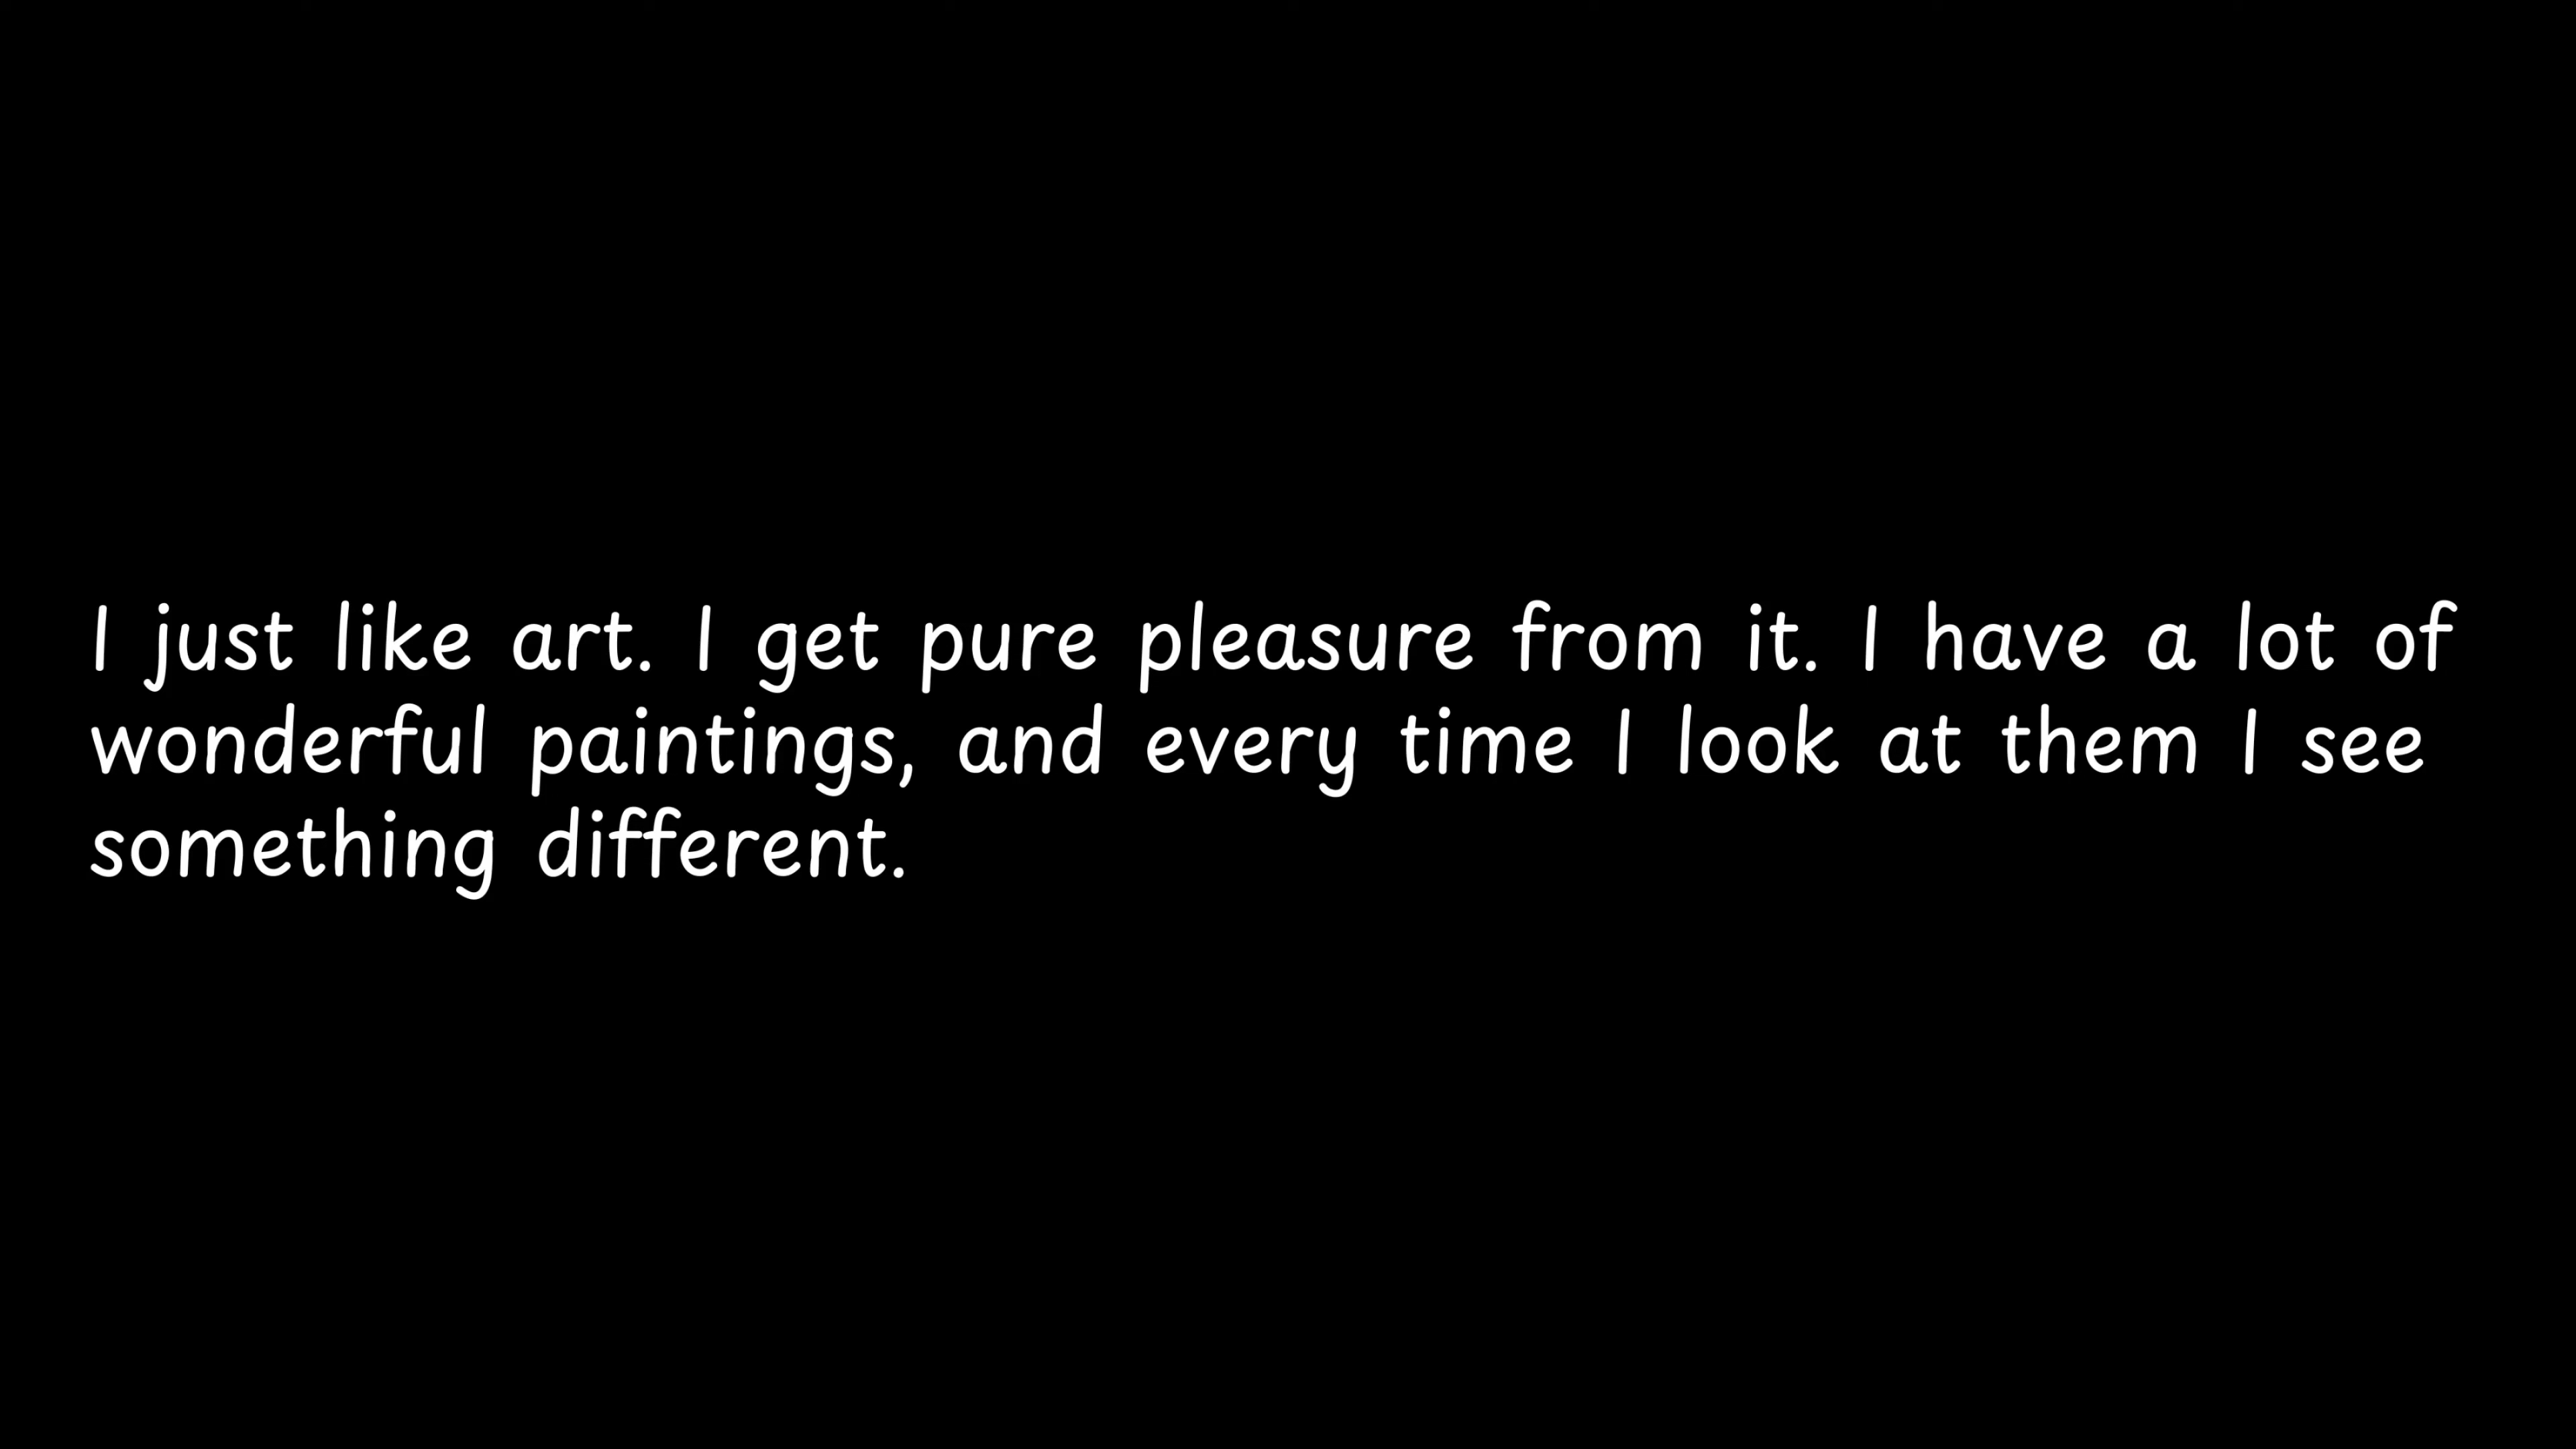 I just like art. I get pure pleasure from it. I have a lot of
wonderful paintings, and every time I look at them I see
something different.